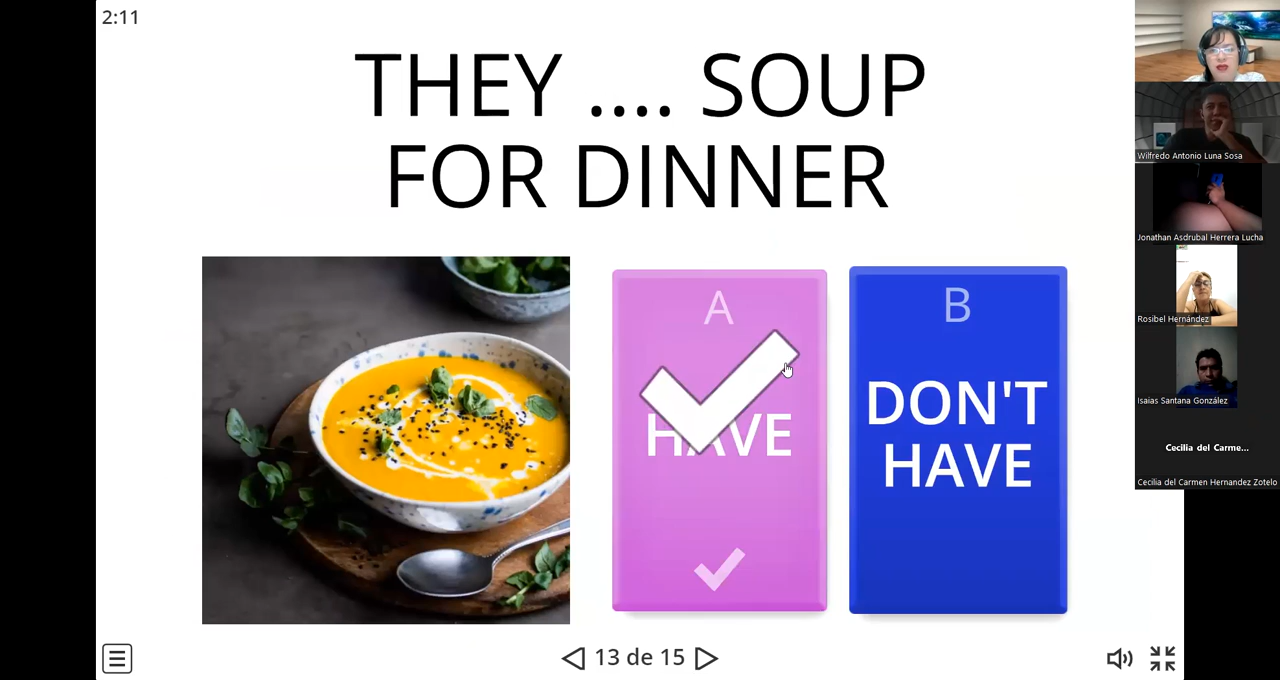 2:11
THEY .... SOUP
FOR DINNER
A
HAVE
B
DON'T
HAVE
13 de 15
Wilfredo Antonio Luna Sosa
Jonathan Asdrubal Herrera Lucha
Rosibel Hernández
Isaias Santana González
Cecilia del Carme...
Cecilia del Carmen Hernandez Zotelo